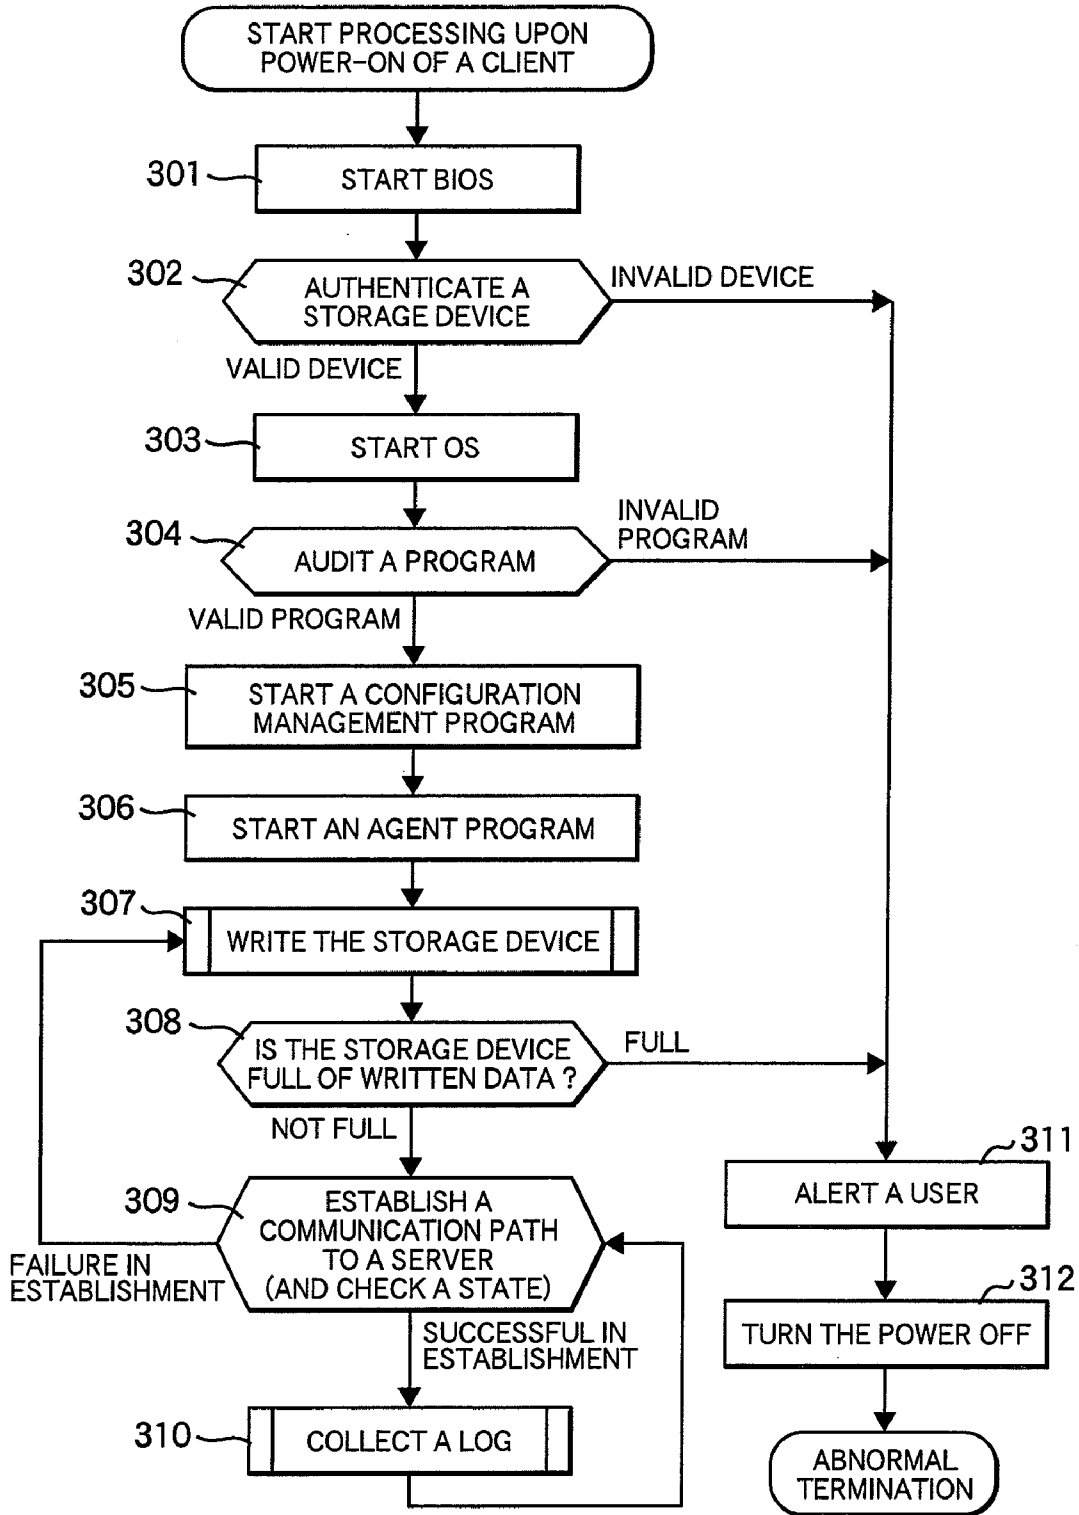 START PROCESSING UPON
POWER-ON OF A CLIENT
301
START BIOS
302
AUTHENTICATE A
STORAGE DEVICE
INVALID DEVICE
VALID DEVICE
303
START OS
304
AUDIT A PROGRAM
INVALID
PROGRAM
VALID PROGRAM
305
START A CONFIGURATION
MANAGEMENT PROGRAM
306
START AN AGENT PROGRAM
307
WRITE THE STORAGE DEVICE
308
IS THE STORAGE DEVICE
FULL OF WRITTEN DATA ?
FULL
NOT FULL
309
ESTABLISH A
COMMUNICATION PATH
TO A SERVER
(AND CHECK A STATE)
FAILURE IN
ESTABLISHMENT
SUCCESSFUL IN
ESTABLISHMENT
310
COLLECT A LOG
311
ALERT A USER
312
TURN THE POWER OFF
ABNORMAL
TERMINATION